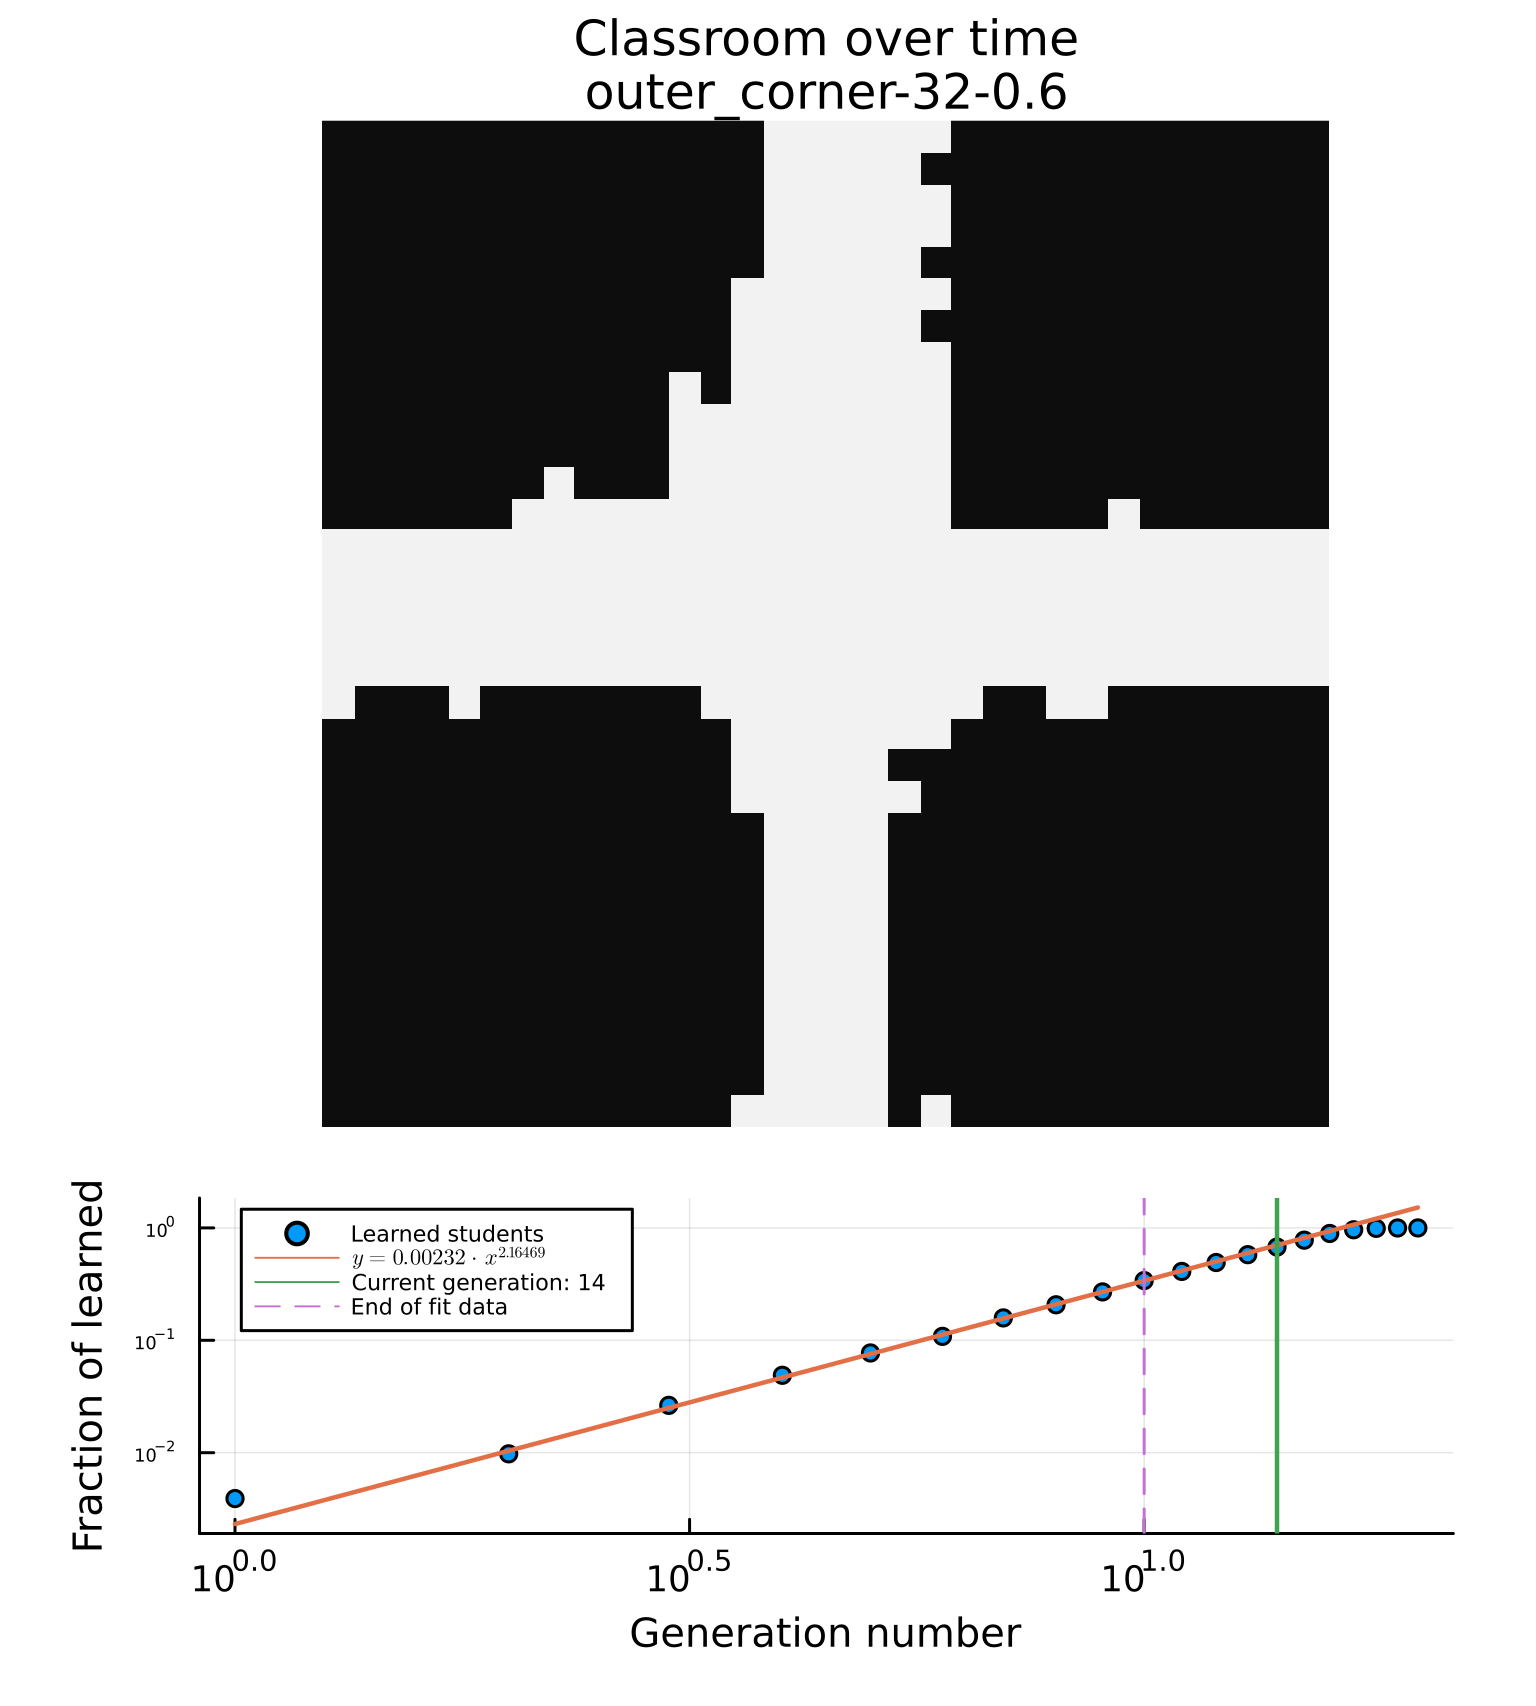 Classroom over time
outer_corner-32-0.6
Fraction of learned
10^0
10^-1
10^-2
Learned students
y = 0.00232 · x^2.16469
Current generation: 14
End of fit data
10^0.0 10^0.5 10^1.0
Generation number